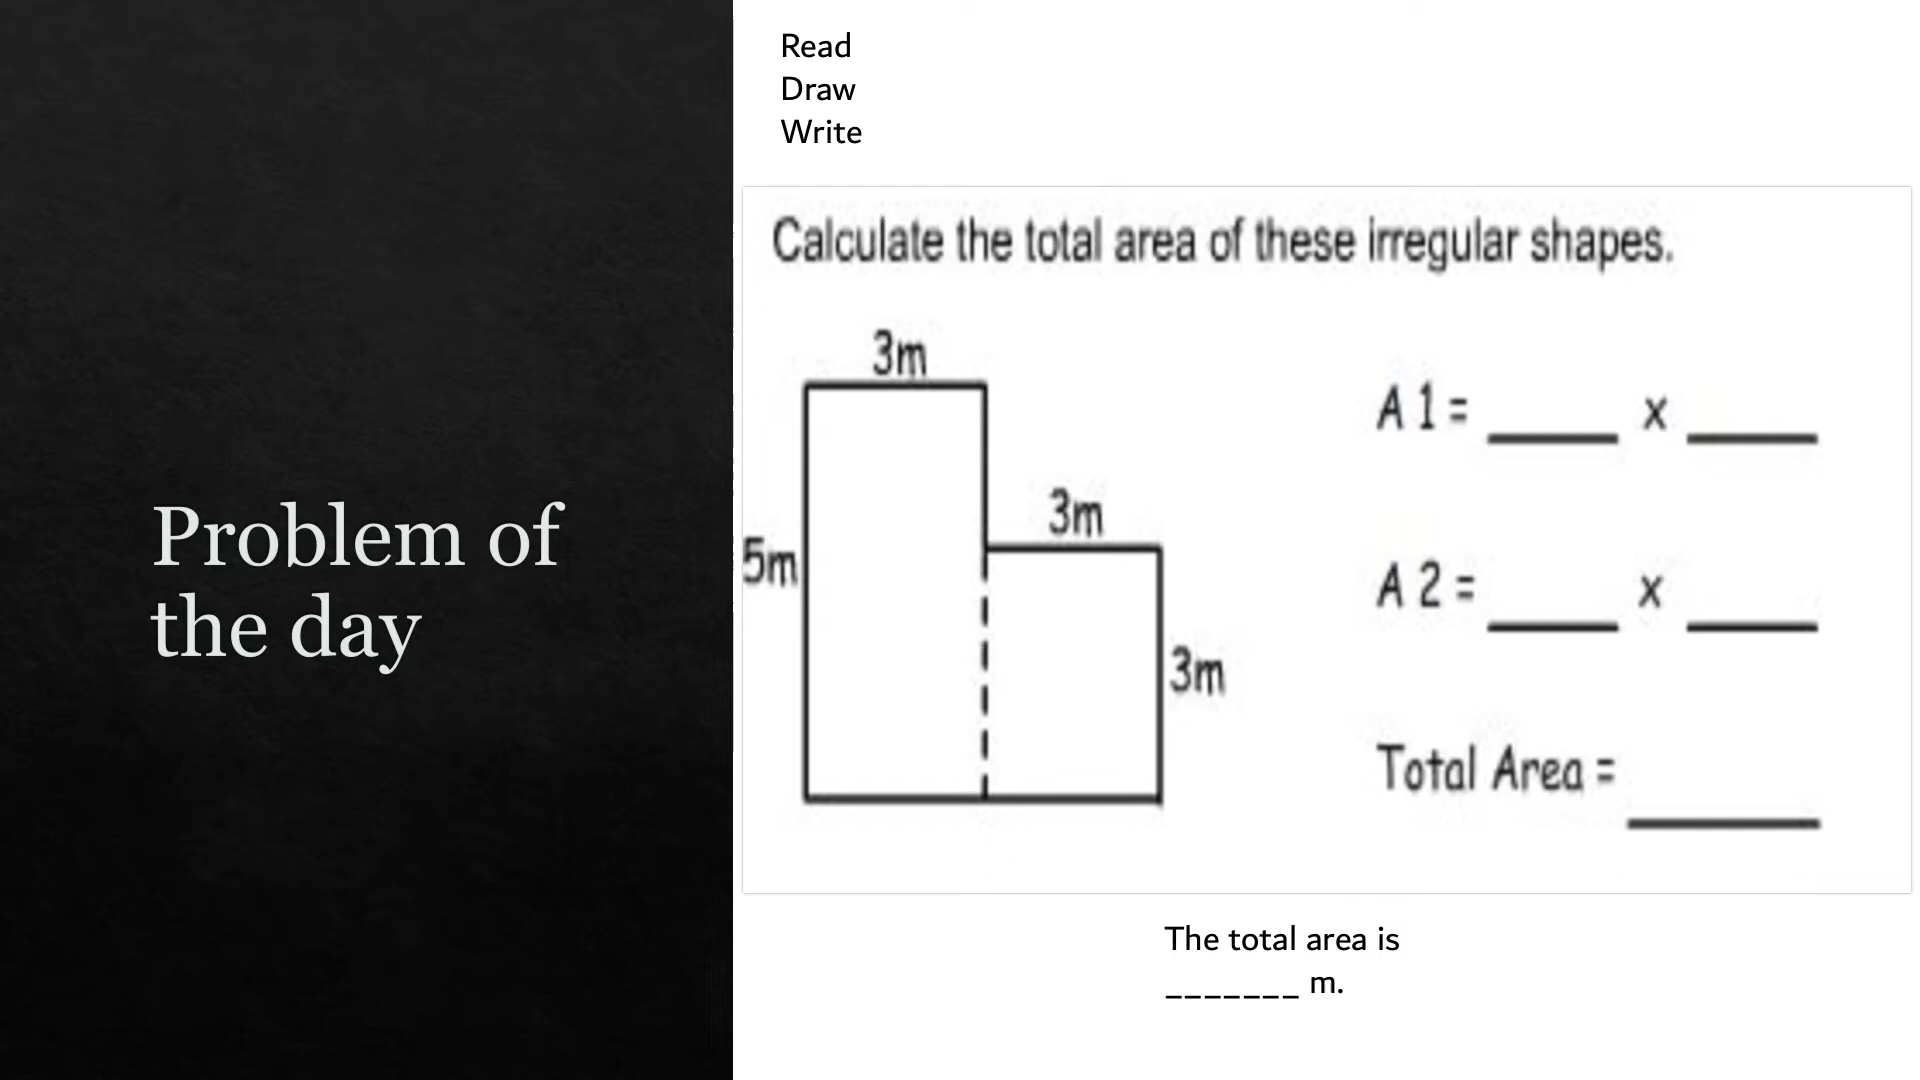 Problem of
the day
Read
Draw
Write
Calculate the total area of these irregular shapes.
3m
5m
3m
3m
A 1 = ____ x ____
A 2 = ____ x ____
Total Area = ____
The total area is
_______ m.